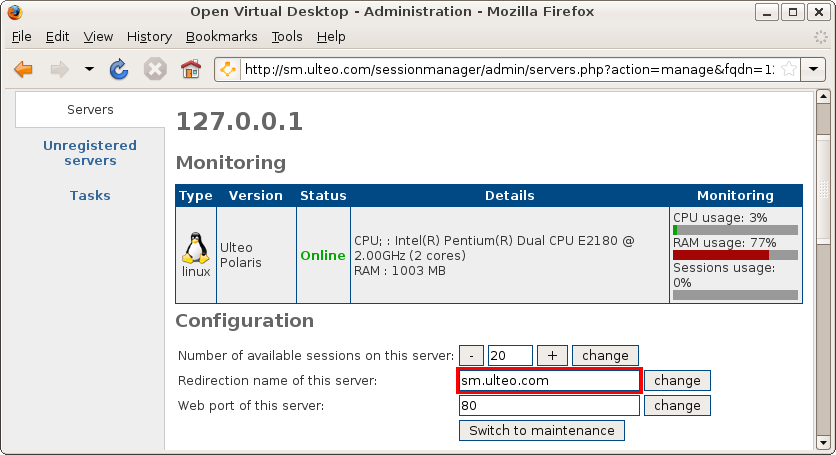 Open Virtual Desktop - Administration - Mozilla Firefox
File Edit View History Bookmarks Tools Help
http://sm.ulteo.com/sessionmanager/admin/servers.php?action=manage&fqdn=12
Servers
Unregistered
servers
Tasks
127.0.0.1
Monitoring
Type Version Status Details Monitoring
linux
Ulteo
Polaris
Online
CPU; : Intel(R) Pentium(R) Dual CPU E2180 @
2.00GHz (2 cores)
RAM : 1003 MB
CPU usage: 3%
RAM usage: 77%
Sessions usage:
0%
Configuration
Number of available sessions on this server: - 20 + change
Redirection name of this server: sm.ulteo.com change
Web port of this server: 80 change
Switch to maintenance